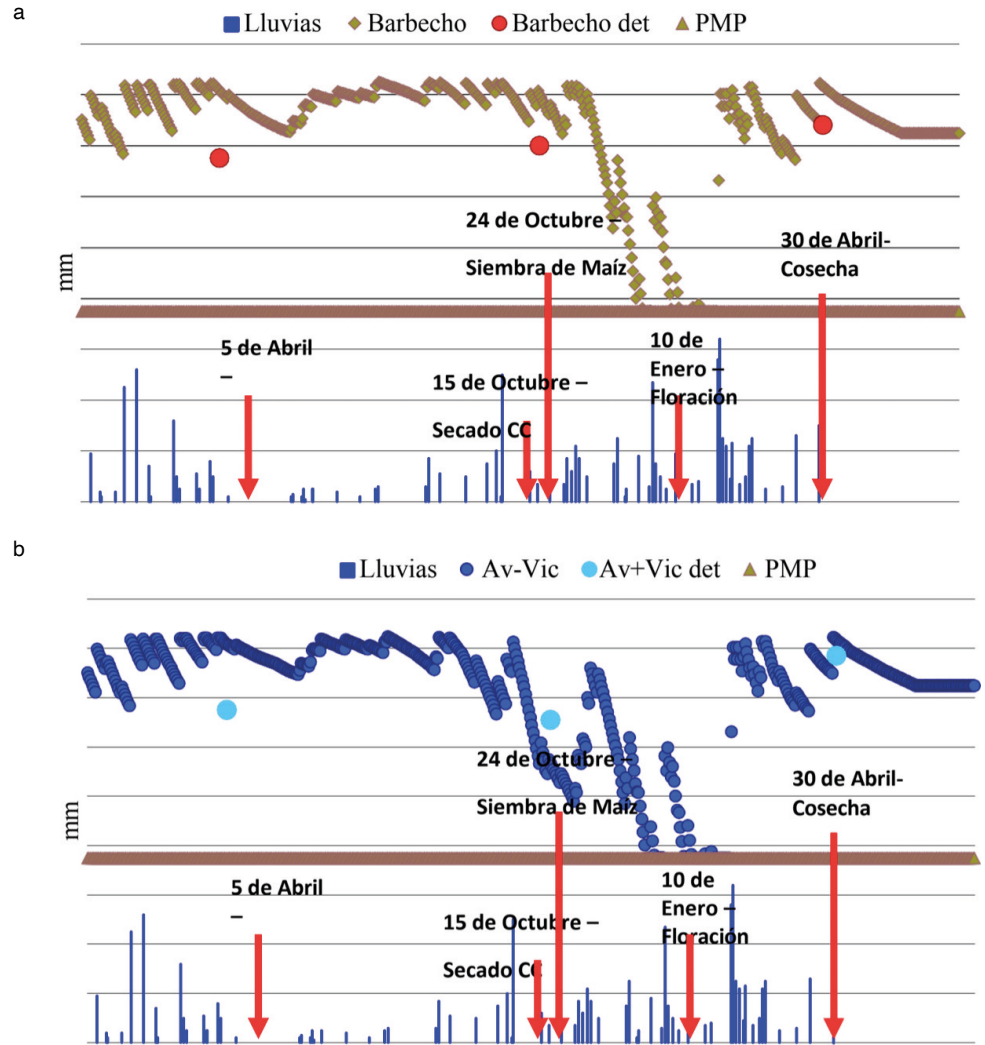 a
Lluvias Barbecho Barbecho det PMP
24 de Octubre –
Siembra de Maíz
30 de Abril-
Cosecha
mm
5 de Abril
–
10 de
Enero –
Floración
15 de Octubre –
Secado CC
b
Lluvias Av-Vic Av+Vic det PMP
24 de Octubre –
Siembra de Maíz
30 de Abril-
Cosecha
mm
5 de Abril
–
10 de
Enero –
Floración
15 de Octubre –
Secado CC